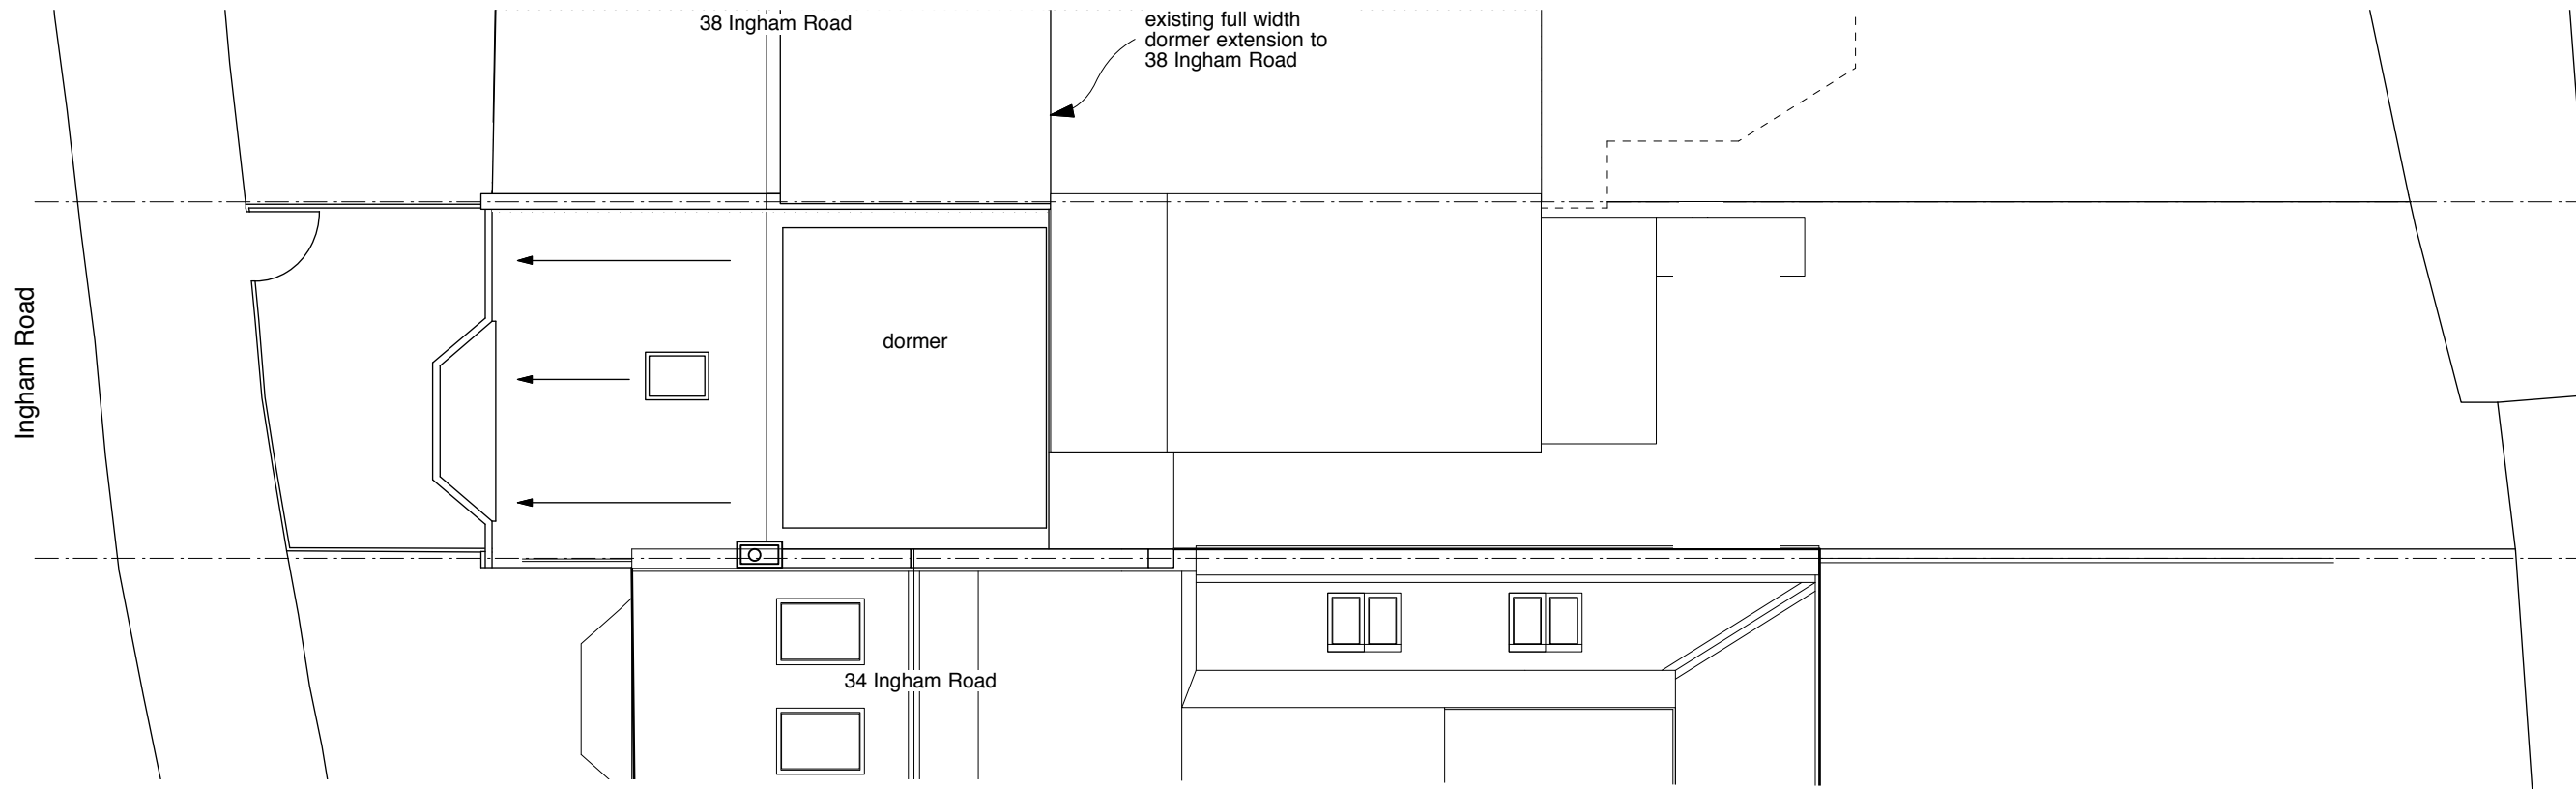 38 Ingham Road
existing full width
dormer extension to
38 Ingham Road
Ingham Road
dormer
34 Ingham Road